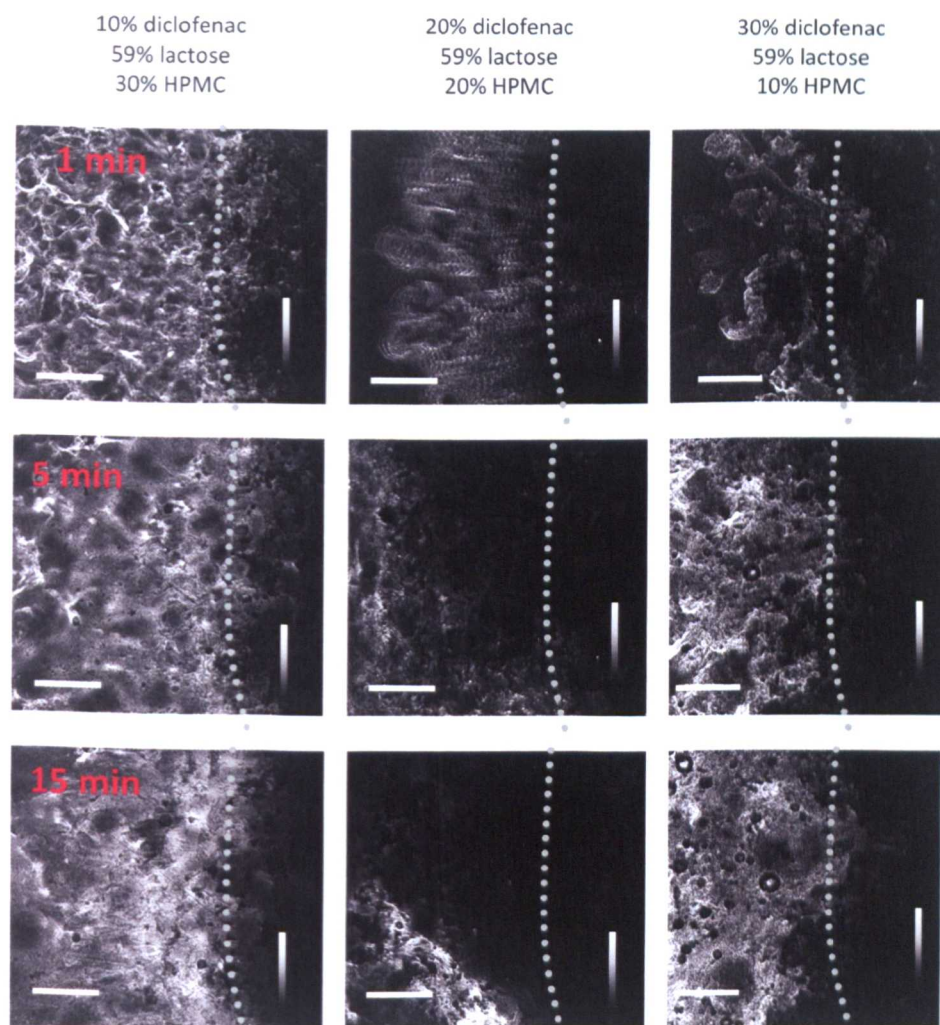 10% diclofenac
59% lactose
30% HPMC
20% diclofenac
59% lactose
20% HPMC
30% diclofenac
59% lactose
10% HPMC
1 min
5 min
15 min